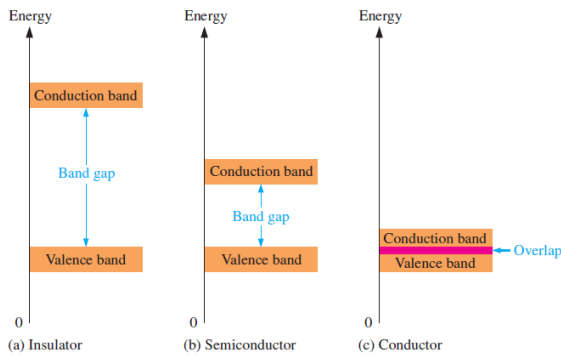 Energy
Conduction band
Band gap
Valence band
0
(a) Insulator
Energy
Conduction band
Band gap
Valence band
0
(b) Semiconductor
Energy
Conduction band
Overlap
Valence band
0
(c) Conductor